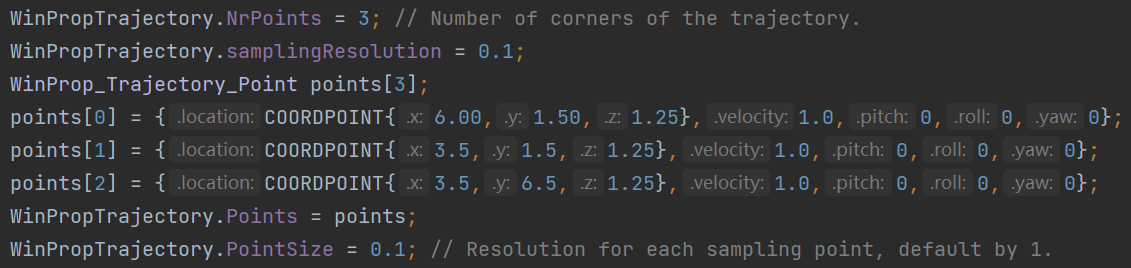 WinPropTrajectory.NrPoints = 3; // Number of corners of the trajectory.
WinPropTrajectory.samplingResolution = 0.1;
WinProp_Trajectory_Point points[3];
points[0] = { .location: COORDPOINT{ .x: 6.00, .y: 1.50, .z: 1.25}, .velocity: 1.0, .pitch: 0, .roll: 0, .yaw: 0};
points[1] = { .location: COORDPOINT{ .x: 3.5, .y: 1.5, .z: 1.25}, .velocity: 1.0, .pitch: 0, .roll: 0, .yaw: 0};
points[2] = { .location: COORDPOINT{ .x: 3.5, .y: 6.5, .z: 1.25}, .velocity: 1.0, .pitch: 0, .roll: 0, .yaw: 0};
WinPropTrajectory.Points = points;
WinPropTrajectory.PointSize = 0.1; // Resolution for each sampling point, default by 1.